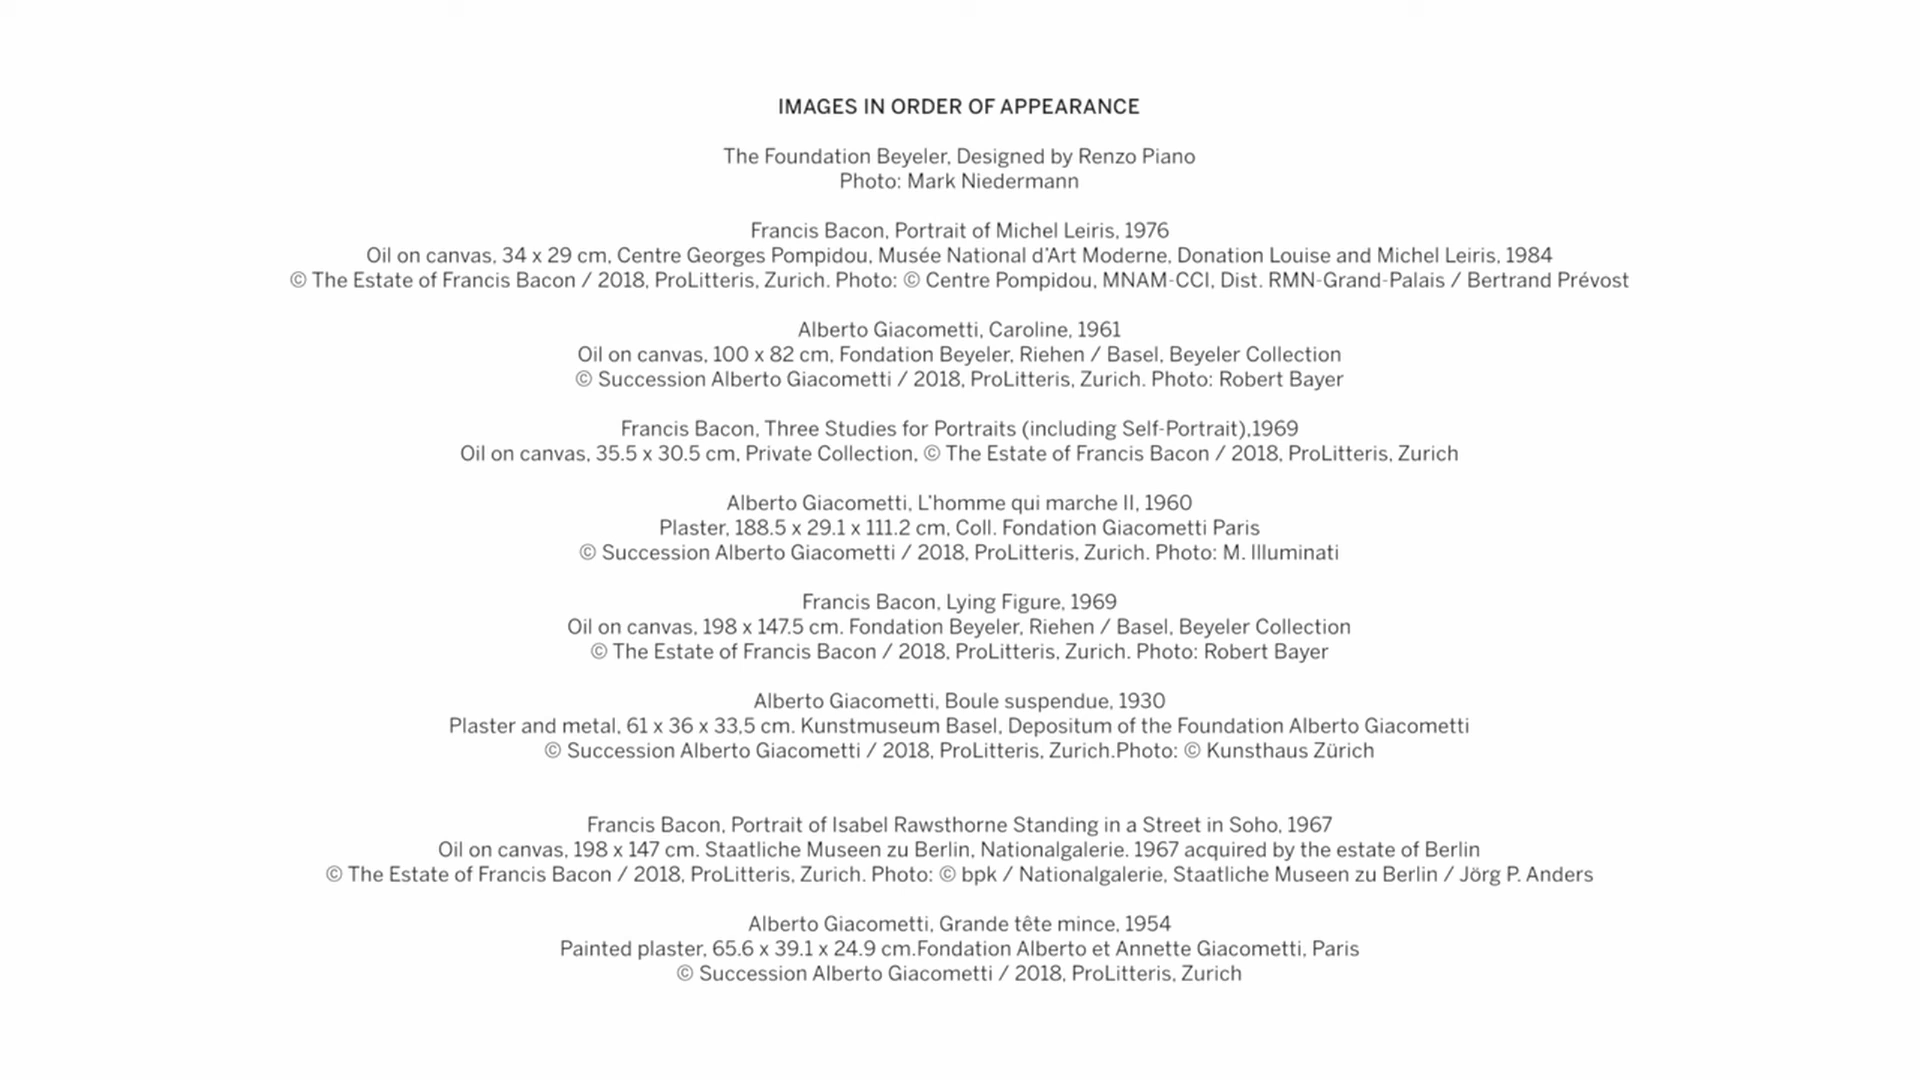 IMAGES IN ORDER OF APPEARANCE
The Foundation Beyeler, Designed by Renzo Piano
Photo: Mark Niedermann
Francis Bacon, Portrait of Michel Leiris, 1976
Oil on canvas, 34 x 29 cm, Centre Georges Pompidou, Musée National d'Art Moderne, Donation Louise and Michel Leiris, 1984
© The Estate of Francis Bacon / 2018, ProLitteris, Zurich. Photo: © Centre Pompidou, MNAM-CCI, Dist. RMN-Grand-Palais / Bertrand Prévost
Alberto Giacometti, Caroline, 1961
Oil on canvas, 100 x 82 cm, Fondation Beyeler, Riehen / Basel, Beyeler Collection
© Succession Alberto Giacometti / 2018, ProLitteris, Zurich. Photo: Robert Bayer
Francis Bacon, Three Studies for Portraits (including Self-Portrait),1969
Oil on canvas, 35.5 x 30.5 cm, Private Collection, © The Estate of Francis Bacon / 2018, ProLitteris, Zurich
Alberto Giacometti, L'homme qui marche II, 1960
Plaster, 188.5 x 29.1 x 111.2 cm, Coll. Fondation Giacometti Paris
© Succession Alberto Giacometti / 2018, ProLitteris, Zurich. Photo: M. Illuminati
Francis Bacon, Lying Figure, 1969
Oil on canvas, 198 x 147.5 cm. Fondation Beyeler, Riehen / Basel, Beyeler Collection
© The Estate of Francis Bacon / 2018, ProLitteris, Zurich. Photo: Robert Bayer
Alberto Giacometti, Boule suspendue, 1930
Plaster and metal, 61 x 36 x 33,5 cm. Kunstmuseum Basel, Depositum of the Foundation Alberto Giacometti
© Succession Alberto Giacometti / 2018, ProLitteris, Zurich.Photo: © Kunsthaus Zürich
Francis Bacon, Portrait of Isabel Rawsthorne Standing in a Street in Soho, 1967
Oil on canvas, 198 x 147 cm. Staatliche Museen zu Berlin, Nationalgalerie. 1967 acquired by the estate of Berlin
© The Estate of Francis Bacon / 2018, ProLitteris, Zurich. Photo: © bpk / Nationalgalerie, Staatliche Museen zu Berlin / Jörg P. Anders
Alberto Giacometti, Grande tête mince, 1954
Painted plaster, 65.6 x 39.1 x 24.9 cm.Fondation Alberto et Annette Giacometti, Paris
© Succession Alberto Giacometti / 2018, ProLitteris, Zurich